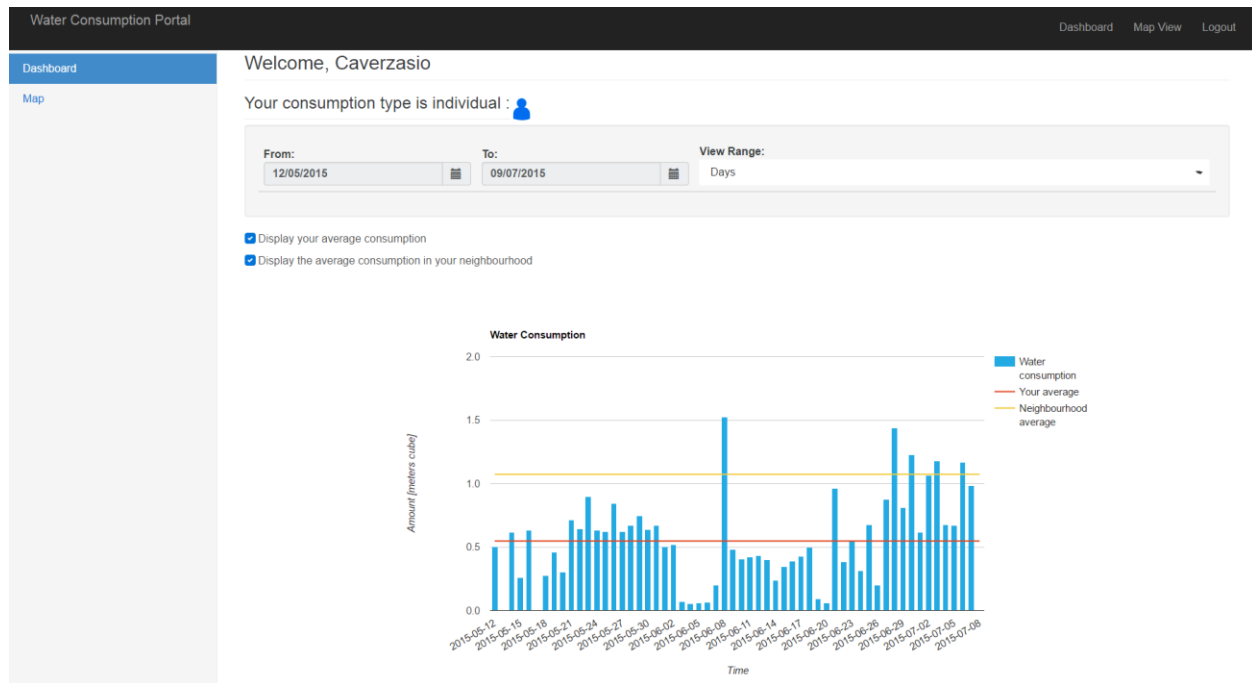 Water Consumption Portal
Dashboard Map View Logout
Dashboard
Map
Welcome, Caverzasio
Your consumption type is individual :
From: To: View Range:
12/05/2015 09/07/2015 Days
Display your average consumption
Display the average consumption in your neighbourhood
Water Consumption
2.0
1.5
1.0
0.5
0.0
Amount [meters cube]
Water
consumption
Your average
Neighbourhood
average
2015-05-12
2015-05-15
2015-05-18
2015-05-21
2015-05-24
2015-05-27
2015-05-30
2015-06-02
2015-06-05
2015-06-08
2015-06-11
2015-06-14
2015-06-17
2015-06-20
2015-06-23
2015-06-26
2015-06-29
2015-07-02
2015-07-05
2015-07-08
Time